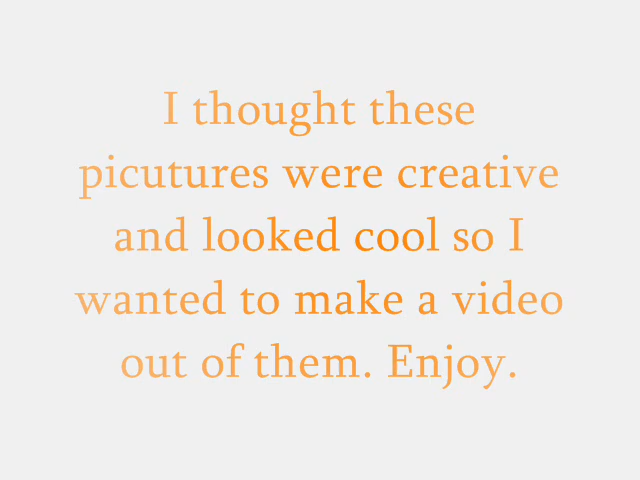 I thought these
picutures were creative
and looked cool so I
wanted to make a video
out of them. Enjoy.